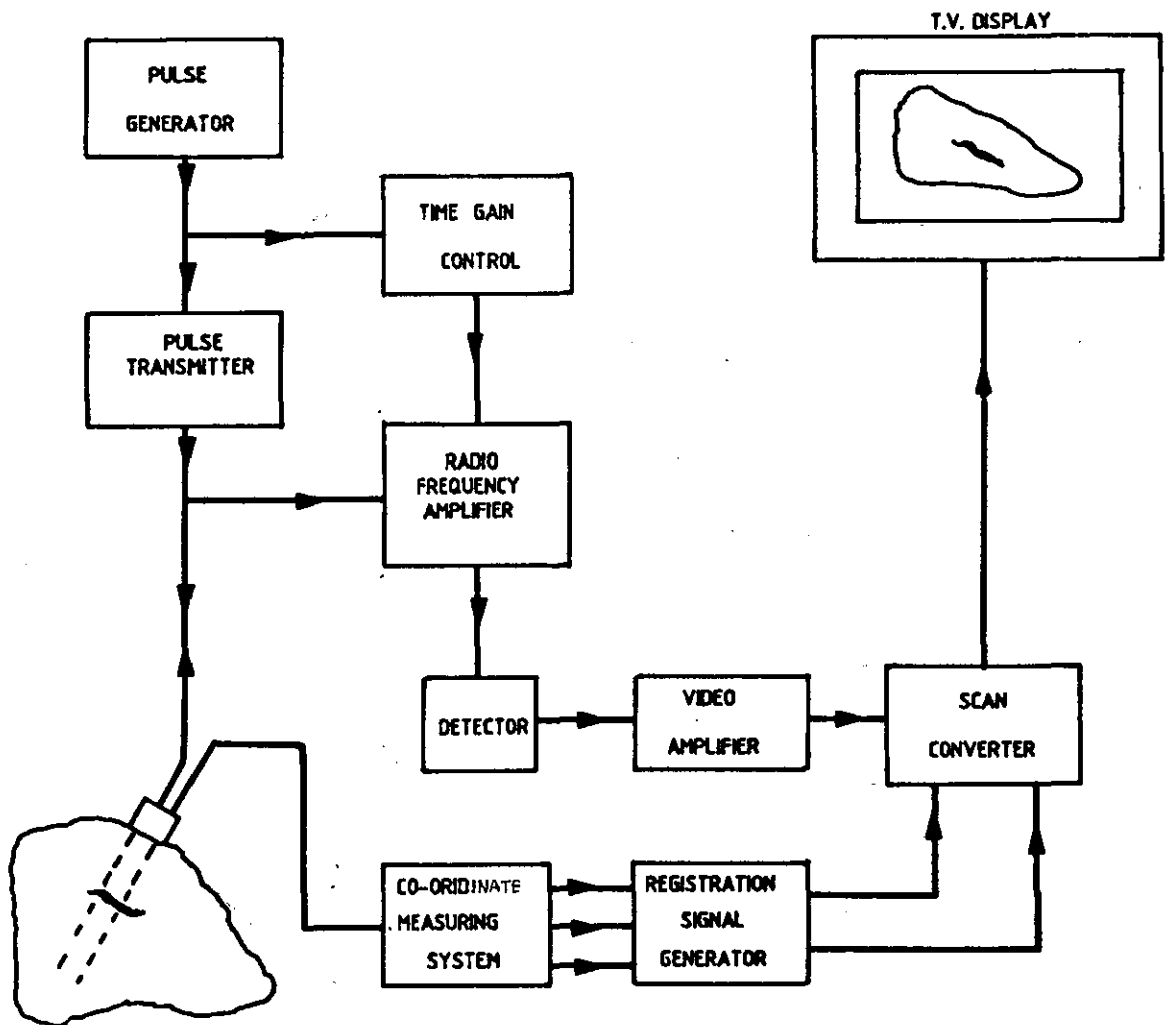 T.V. DISPLAY
PULSE
GENERATOR
TIME GAIN
CONTROL
PULSE
TRANSMITTER
RADIO
FREQUENCY
AMPLIFIER
DETECTOR
VIDEO
AMPLIFIER
SCAN
CONVERTER
CO-ORIDINATE
MEASURING
SYSTEM
REGISTRATION
SIGNAL
GENERATOR